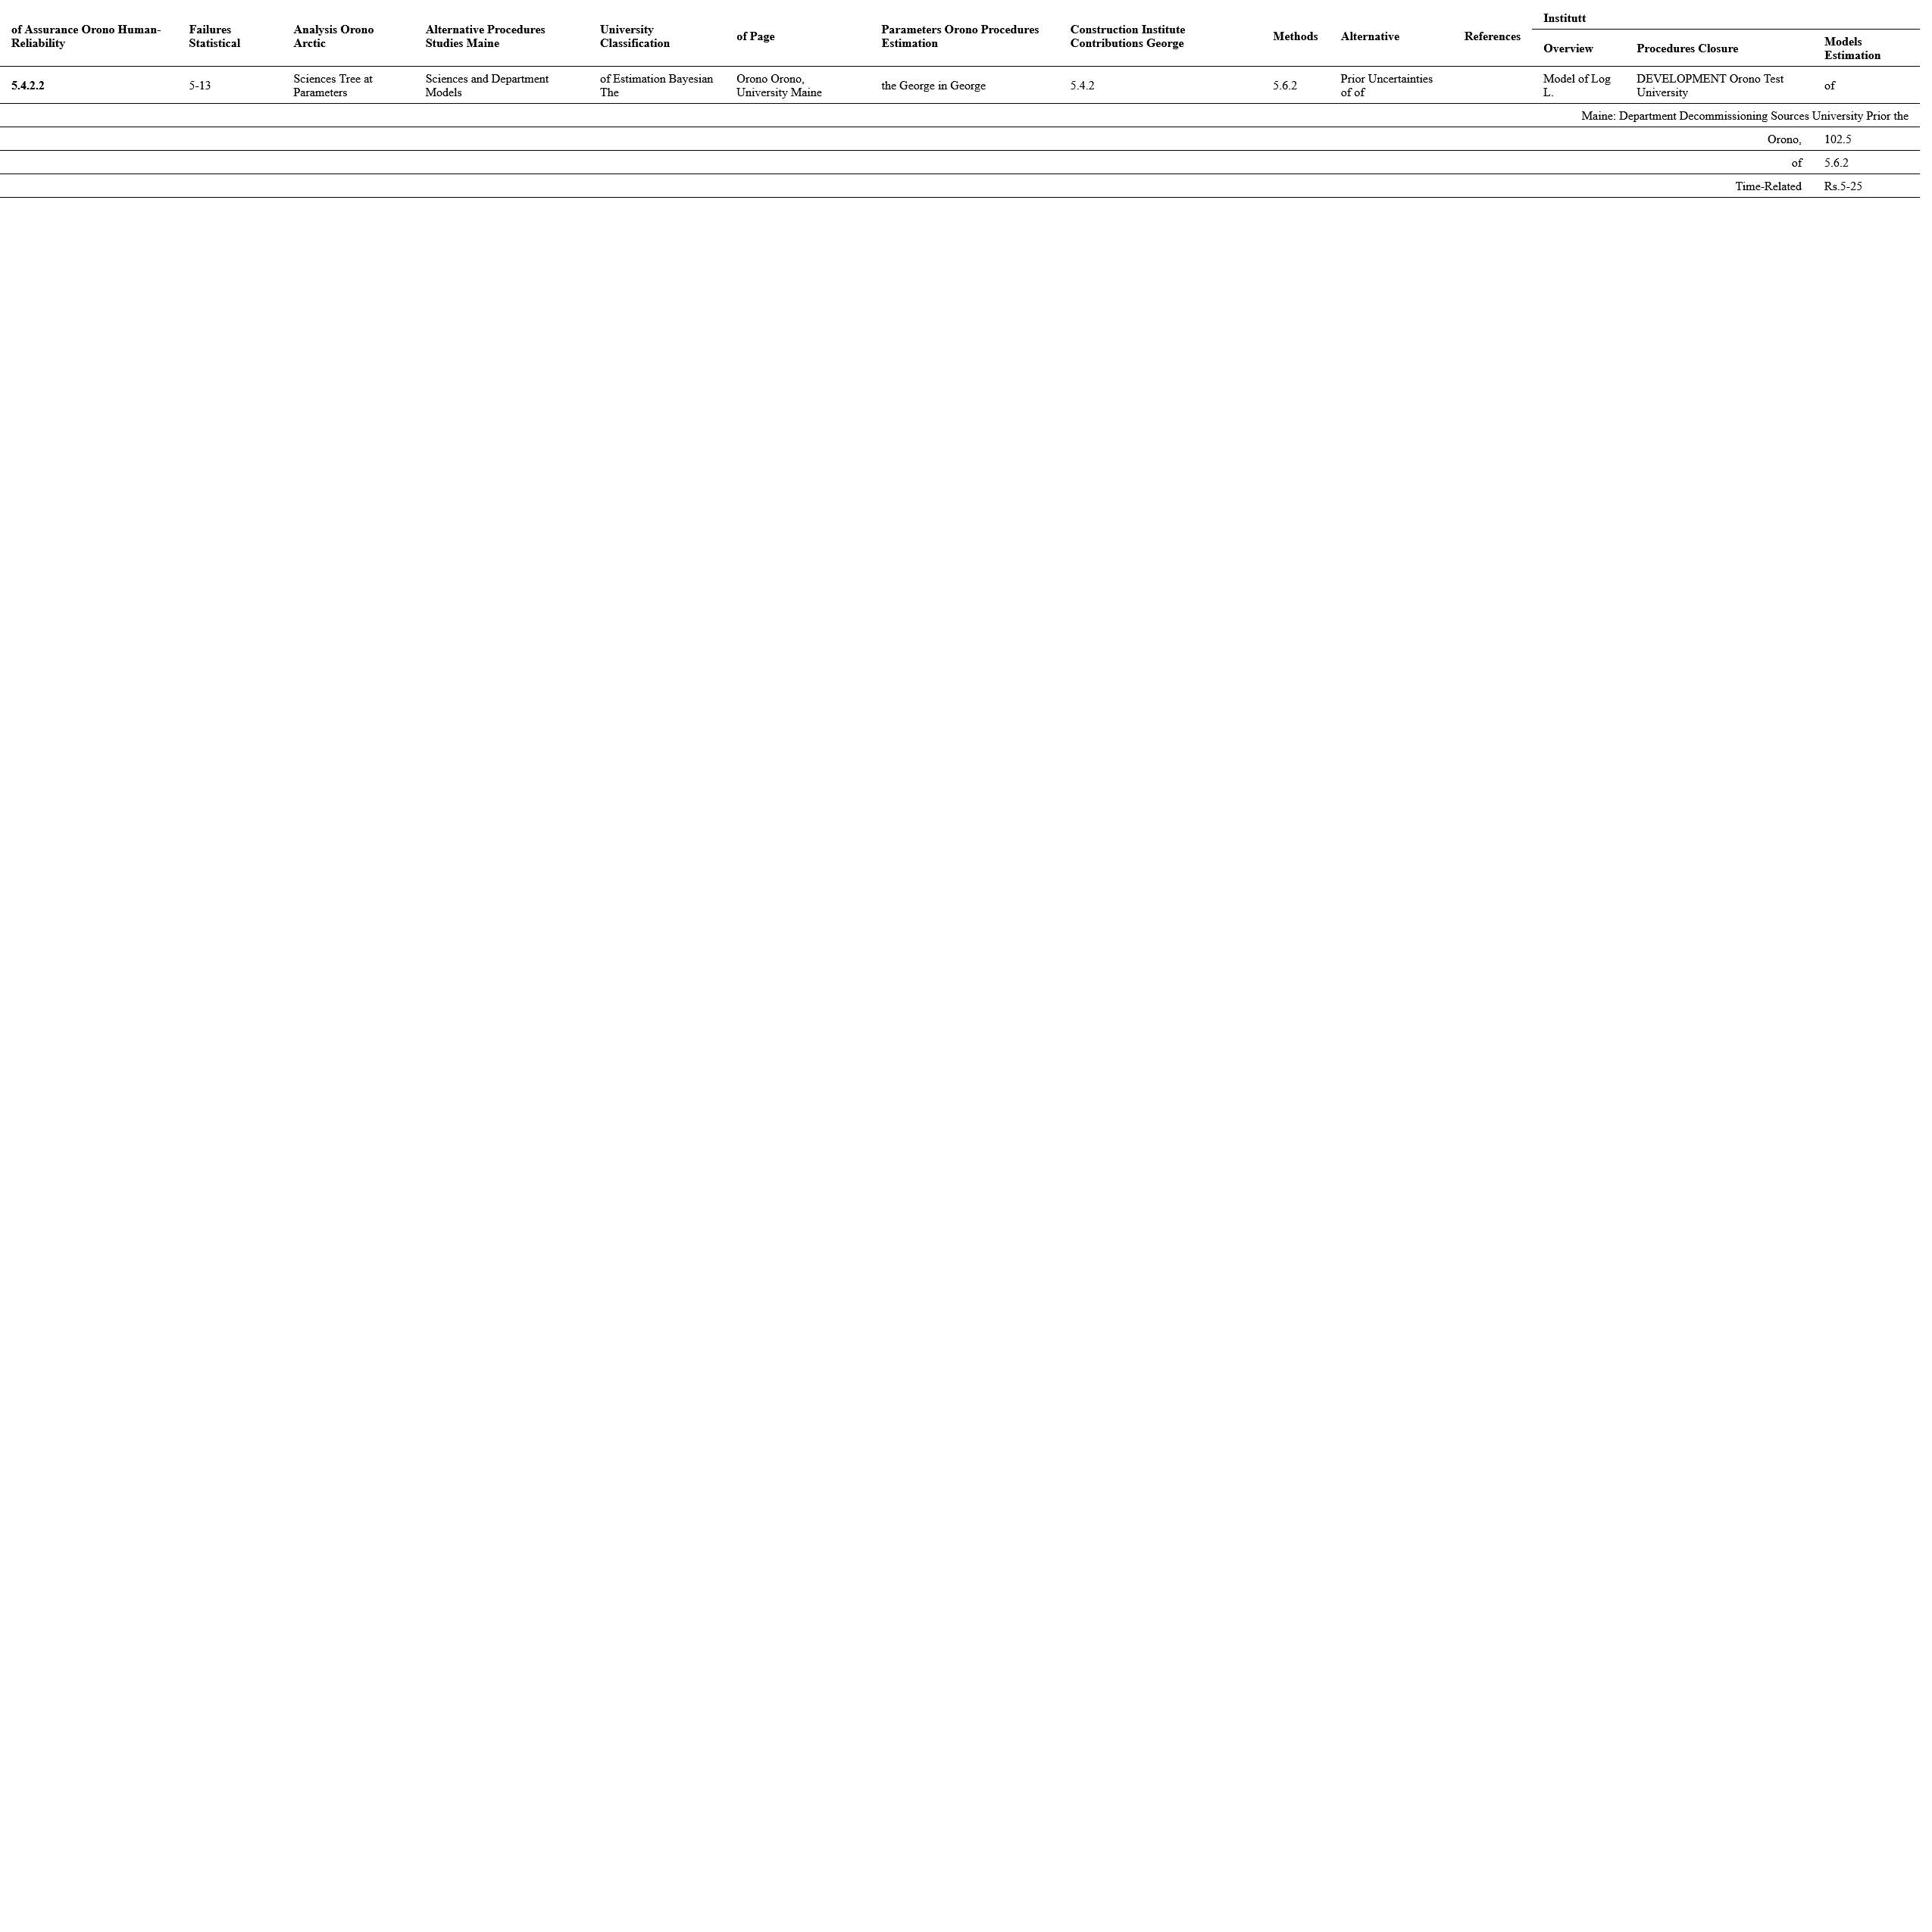 of Assurance Orono Human-
Reliability
Failures
Statistical
Analysis Orono
Arctic
Alternative Procedures
Studies Maine
University
Classification
of Page
Parameters Orono Procedures
Estimation
Construction Institute
Contributions George
Methods
Alternative
References
Institutt
Overview
Procedures Closure
Models
Estimation
5.4.2.2
5-13
Sciences Tree at
Parameters
Sciences and Department
Models
of Estimation Bayesian
The
Orono Orono,
University Maine
the George in George
5.4.2
5.6.2
Prior Uncertainties
of of
Model of Log
L.
DEVELOPMENT Orono Test
University
of
Maine: Department Decommissioning Sources University Prior the
Orono, 102.5
of 5.6.2
Time-Related Rs.5-25